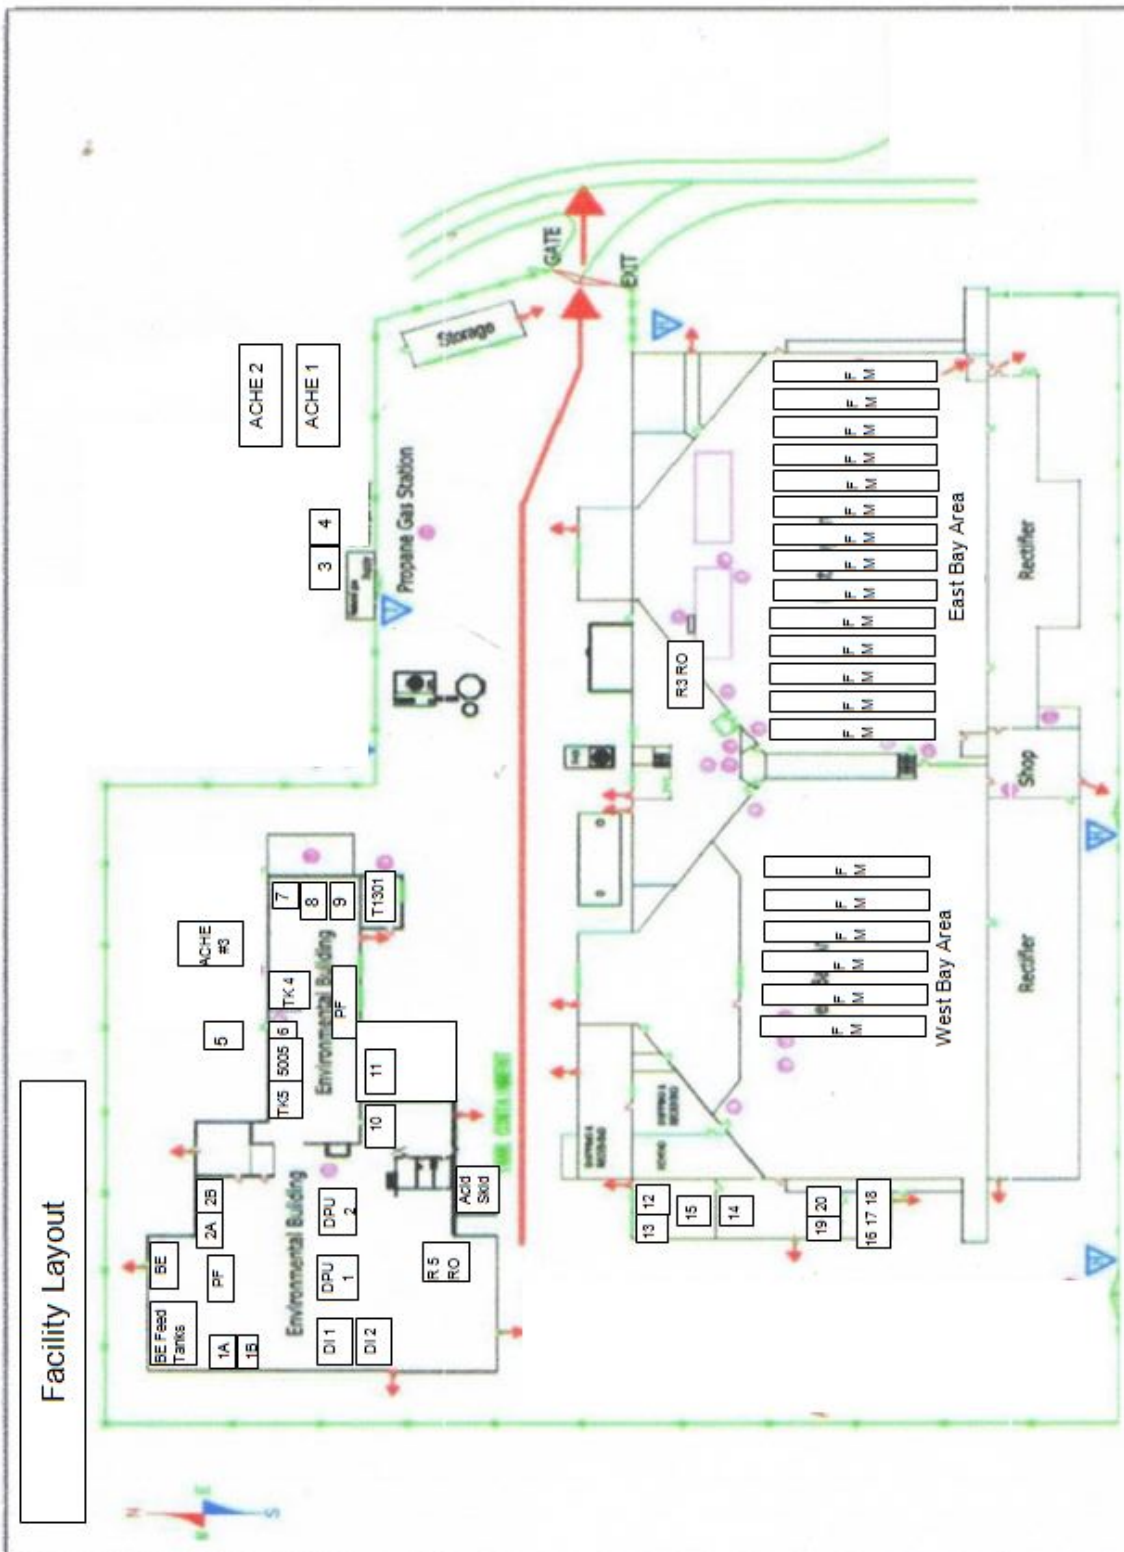 Facility Layout
N
E
W
S
BE Feed
Tanks
BE
1A
1B
PF
2A
2B
Environmental Building
DI 1
DI 2
DPU
1
DPU
2
R 5
RO
Acid
Skid
TK5
5005
6
TK 4
5
ACHE
#3
7
8
9
Environmental Building
PF
T1301
10
11
3
4
Propane Gas Station
ACHE 2
ACHE 1
Storage
GATE
EXIT
13
12
15
14
19
20
16 17 18
SHIPPING &
RECEIVING
R3 RO
F M
F M
F M
F M
F M
F M
West Bay Area
F M
F M
F M
F M
F M
F M
F M
F M
F M
F M
F M
F M
F M
F M
East Bay Area
Rectifier
Shop
Rectifier